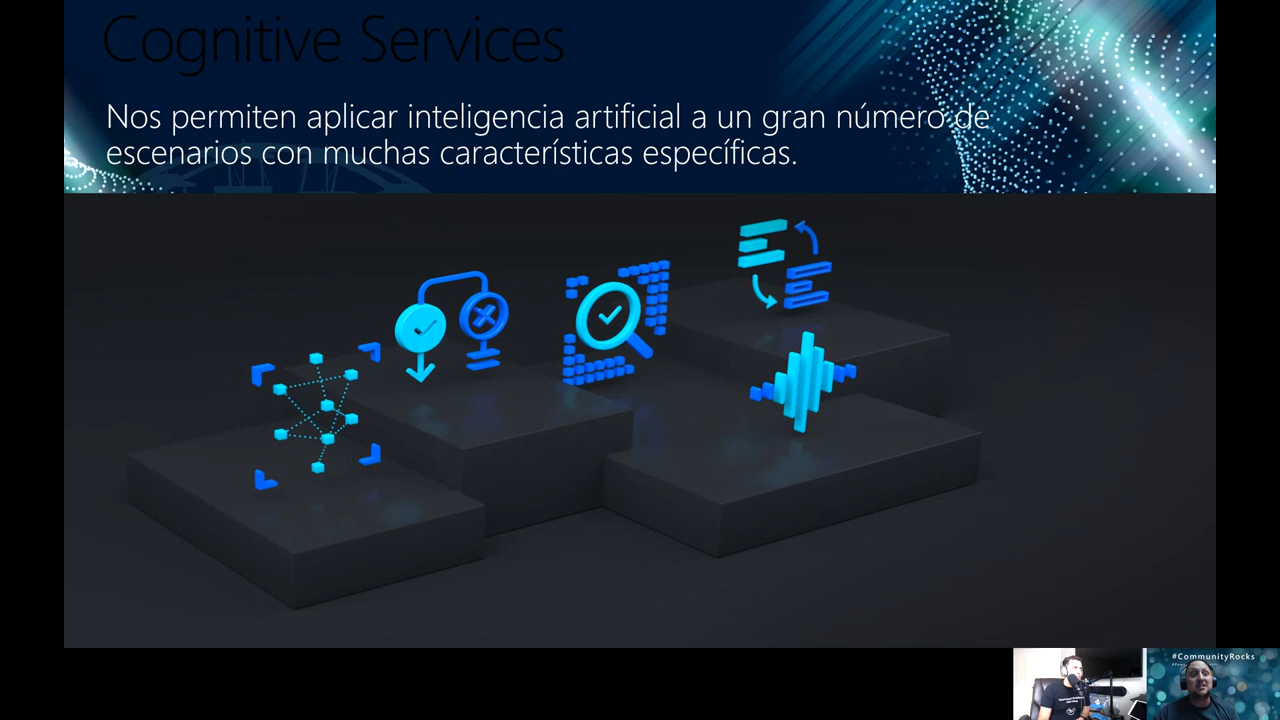 Cognitive Services
Nos permiten aplicar inteligencia artificial a un gran número de
escenarios con muchas características específicas.
#CommunityRocks